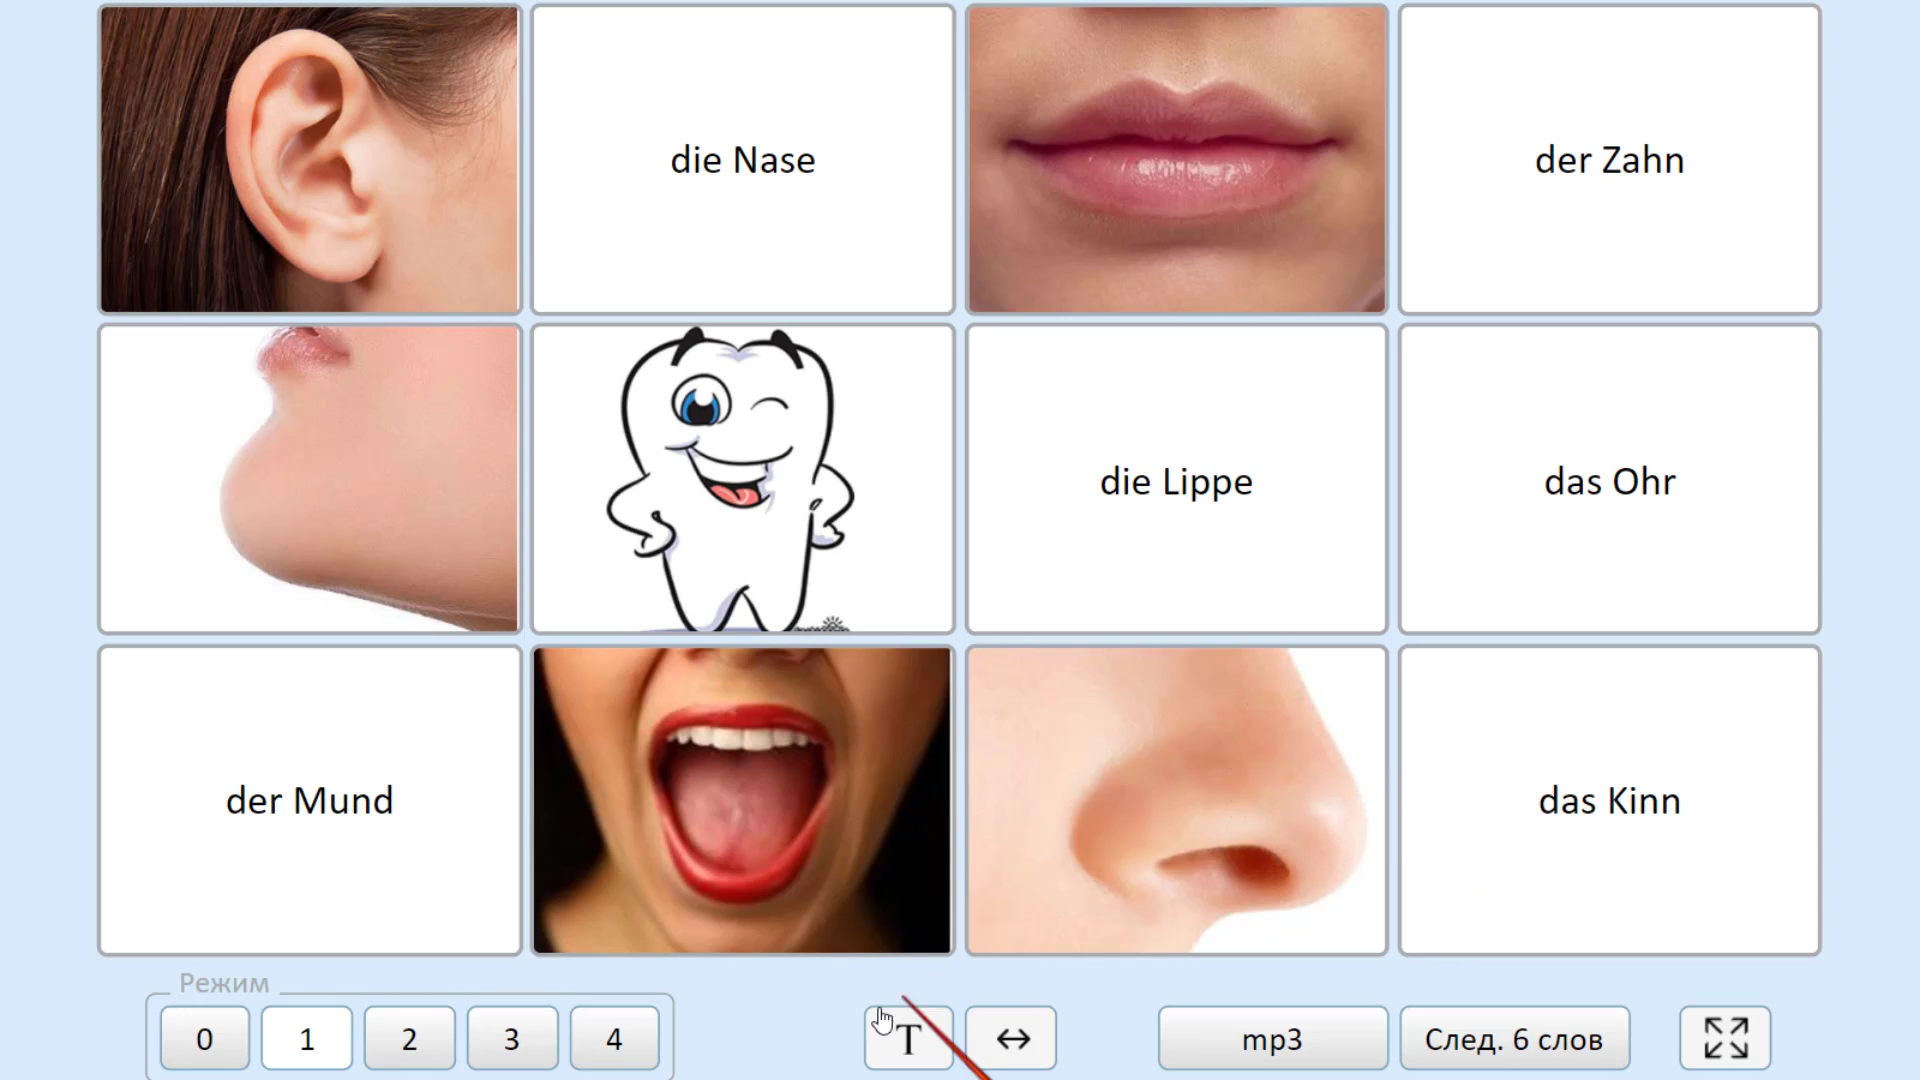 die Nase
der Zahn
die Lippe
das Ohr
der Mund
das Kinn
Режим
0
1
2
3
4
T
mp3
След. 6 слов